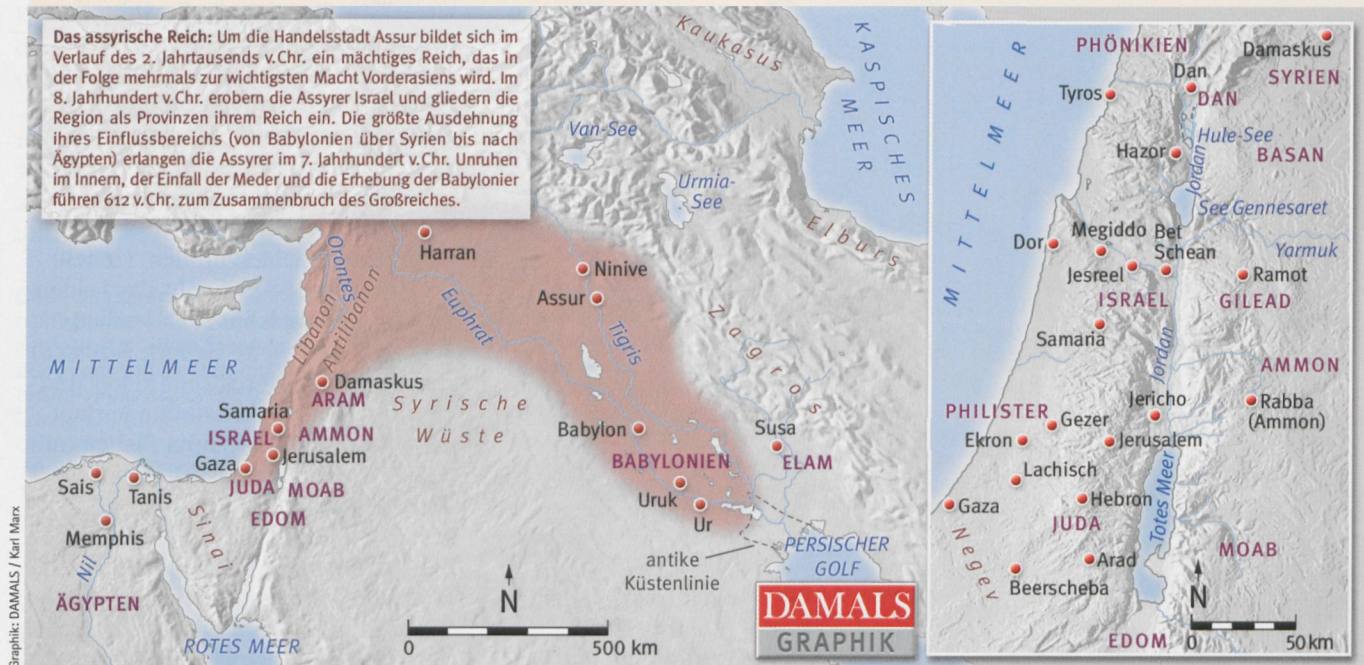 Das assyrische Reich: Um die Handelsstadt Assur bildet sich im
Verlauf des 2. Jahrtausends v.Chr. ein mächtiges Reich, das in
der Folge mehrmals zur wichtigsten Macht Vorderasiens wird. Im
8. Jahrhundert v.Chr. erobern die Assyrer Israel und gliedern die
Region als Provinzen ihrem Reich ein. Die größte Ausdehnung
ihres Einflussbereichs (von Babylonien über Syrien bis nach
Ägypten) erlangen die Assyrer im 7. Jahrhundert v.Chr. Unruhen
im Innern, der Einfall der Meder und die Erhebung der Babylonier
führen 612 v.Chr. zum Zusammenbruch des Großreiches.
Kaukasus
KASPISCHES
MEER
Van-See
Urmia-
See
Elburs
Harran
Ninive
Assur
Orontes
Libanon
Antilibanon
Euphrat
Tigris
Zagros
MITTELMEER
Damaskus
ARAM
Syrische
Wüste
Samaria
ISRAEL
AMMON
Jerusalem
Gaza
JUDA
MOAB
EDOM
Babylon
BABYLONIEN
Susa
ELAM
Uruk
Ur
Sais
Tanis
Memphis
Sinai
Nil
ÄGYPTEN
ROTES MEER
antike
Küstenlinie
PERSISCHER
GOLF
N
0
500 km
DAMALS
GRAPHIK
Graphik: DAMALS / Karl Marx
PHÖNIKIEN
Damaskus
SYRIEN
Dan
DAN
Tyros
Hule-See
Hazor
BASAN
Jordan
MITTELMEER
See Gennesaret
Yarmuk
Dor
Megiddo
Bet
Schean
Jesreel
Ramot
ISRAEL
GILEAD
Samaria
Jordan
AMMON
PHILISTER
Gezer
Jericho
Rabba
(Ammon)
Ekron
Jerusalem
Lachisch
Totes Meer
Gaza
Hebron
JUDA
Negev
Arad
MOAB
Beerscheba
EDOM
N
0
50 km